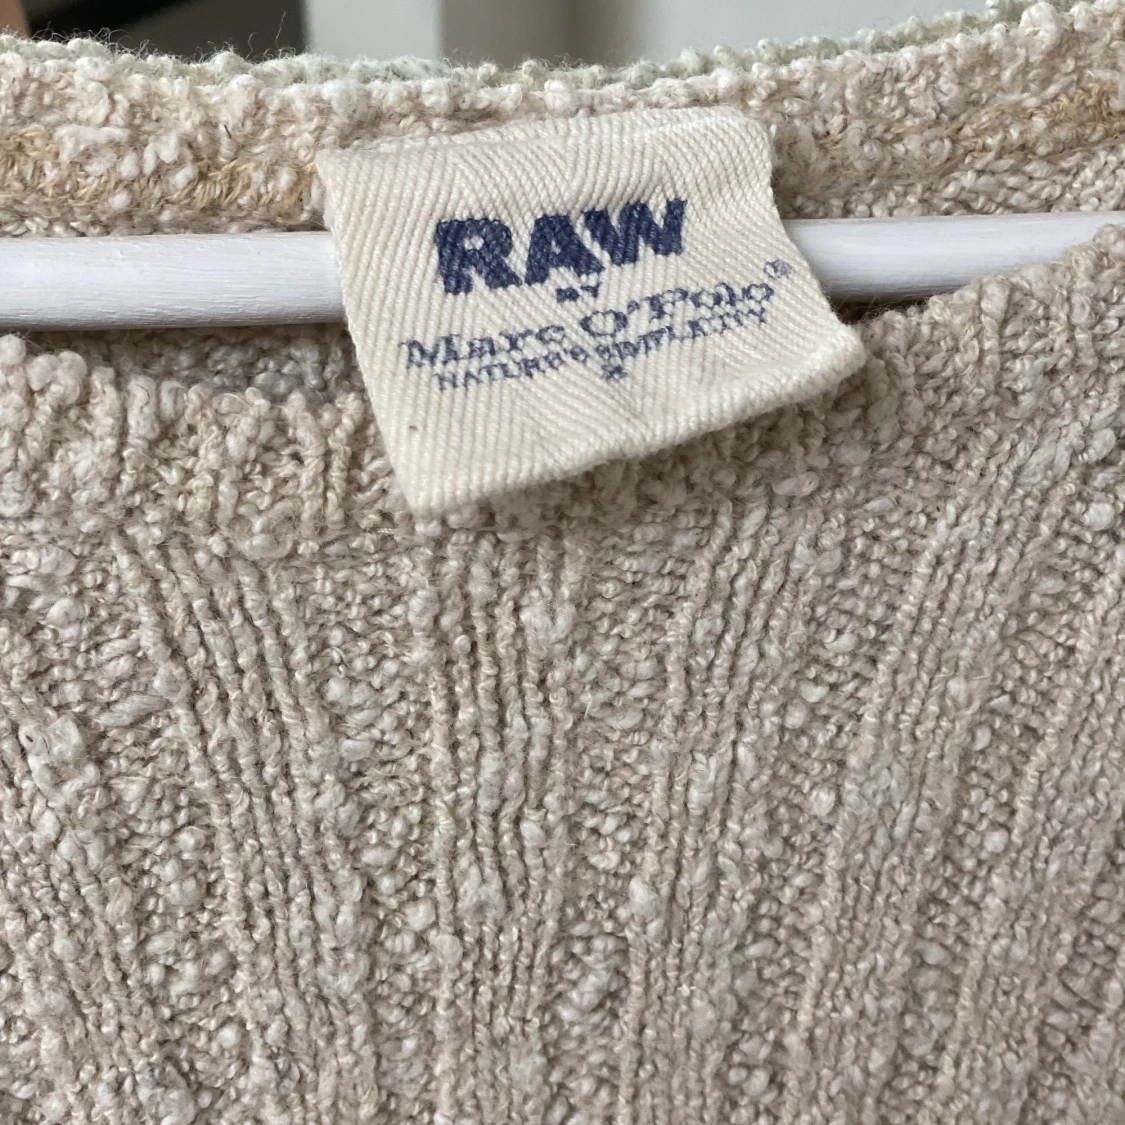 RAW
BY
Marc O'Polo®
NATURE'S SIMPLICITY